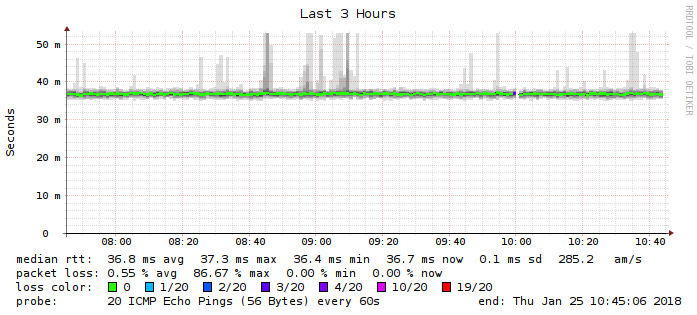 Last 3 Hours
RRDTOOL / TOBI OETIKER
Seconds
50 m
40 m
30 m
20 m
10 m
0
08:00 08:20 08:40 09:00 09:20 09:40 10:00 10:20 10:40
median rtt: 36.8 ms avg 37.3 ms max 36.4 ms min 36.7 ms now 0.1 ms sd 285.2 am/s
packet loss: 0.55 % avg 86.67 % max 0.00 % min 0.00 % now
loss color: 0 1/20 2/20 3/20 4/20 10/20 19/20
probe: 20 ICMP Echo Pings (56 Bytes) every 60s end: Thu Jan 25 10:45:06 2018